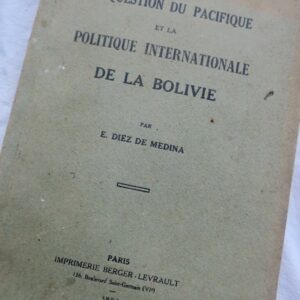 QUESTION DU PACIFIQUE
ET LA
POLITIQUE INTERNATIONALE
DE LA BOLIVIE
PAR
E. DIEZ DE MEDINA
PARIS
IMPRIMERIE BERGER-LEVRAULT
136, Boulevard Saint-Germain (VIe)